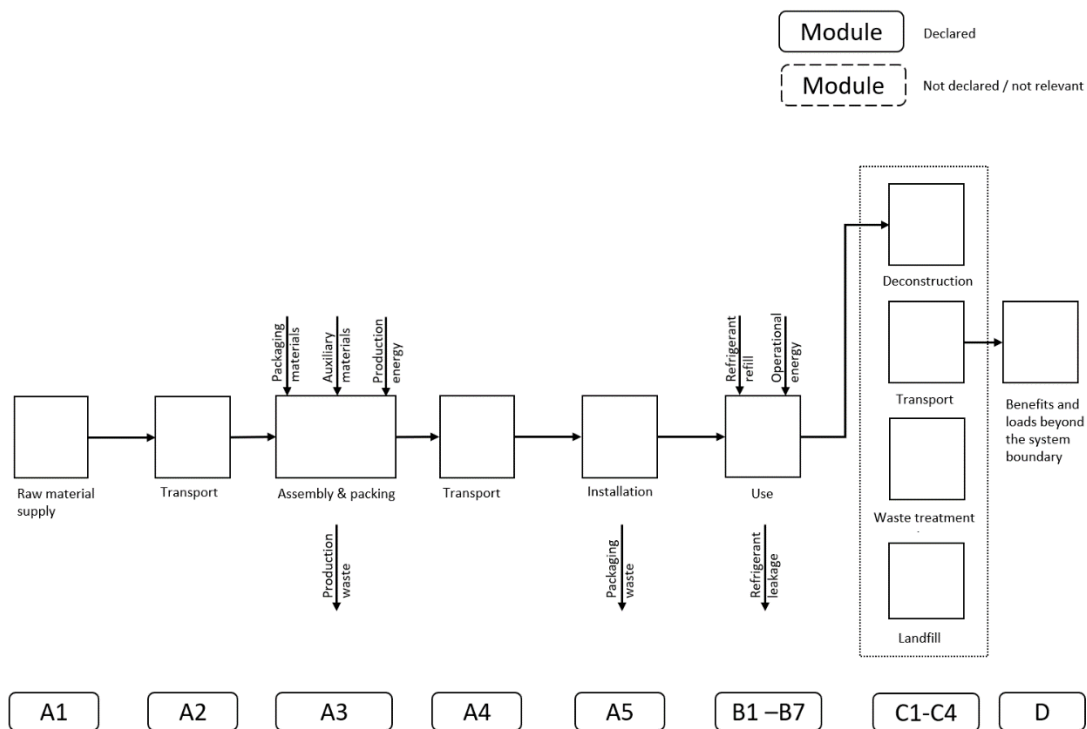 Module
Declared
Module
Not declared / not relevant
Packaging
materials
Auxiliary
materials
Production
energy
Refrigerant
refill
Operational
energy
Deconstruction
Transport
Benefits and
loads beyond
the system
boundary
Raw material
supply
Transport
Assembly & packing
Transport
Installation
Use
Waste treatment
Landfill
Production
waste
Packaging
waste
Refrigerant
leakage
A1
A2
A3
A4
A5
B1 –B7
C1-C4
D